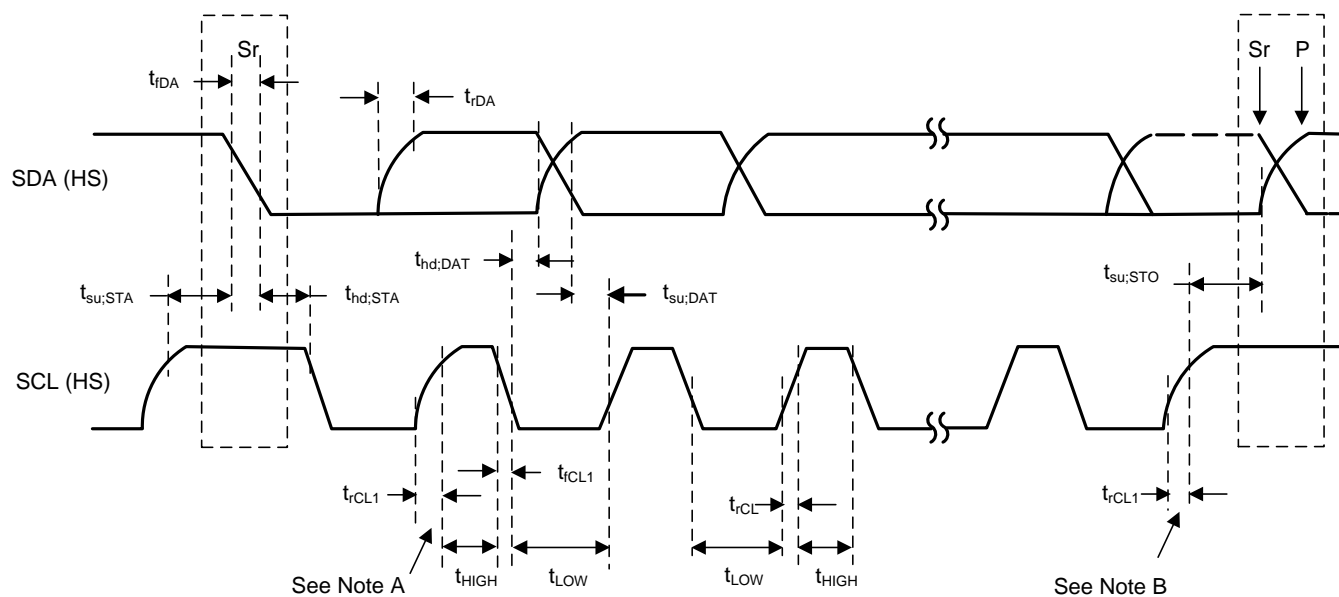 Sr
Sr P
tfDA
trDA
SDA (HS)
tsu;STA
thd;STA
thd;DAT
tsu;DAT
tsu;STO
SCL (HS)
trCL1
tfCL1
trCL
trCL1
tHIGH
tLOW
tLOW
tHIGH
See Note A
See Note B